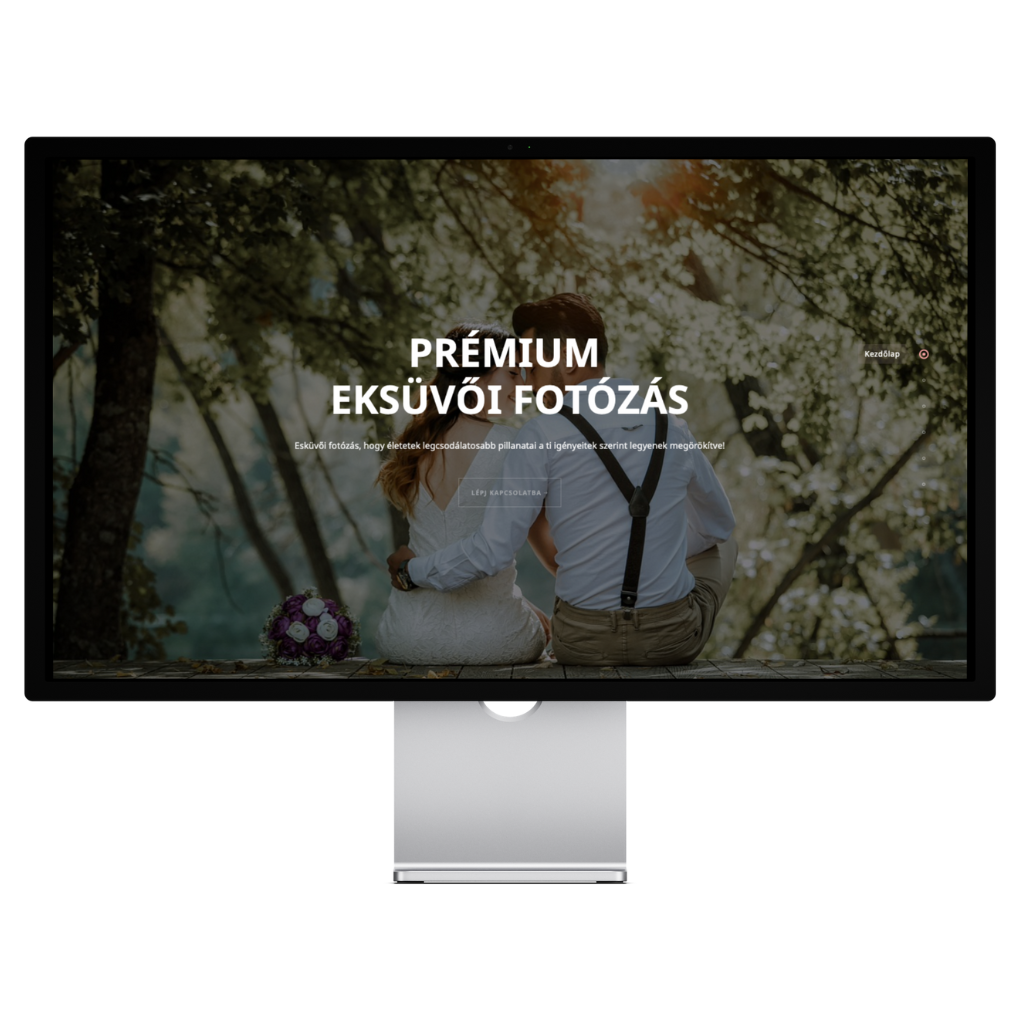 PRÉMIUM
EKSÜVŐI FOTÓZÁS
Kezdőlap
Esküvői fotózás, hogy életetek legcsodálatosabb pillanatai a ti igényeitek szerint legyenek megörökítve!
LÉPJ KAPCSOLATBA